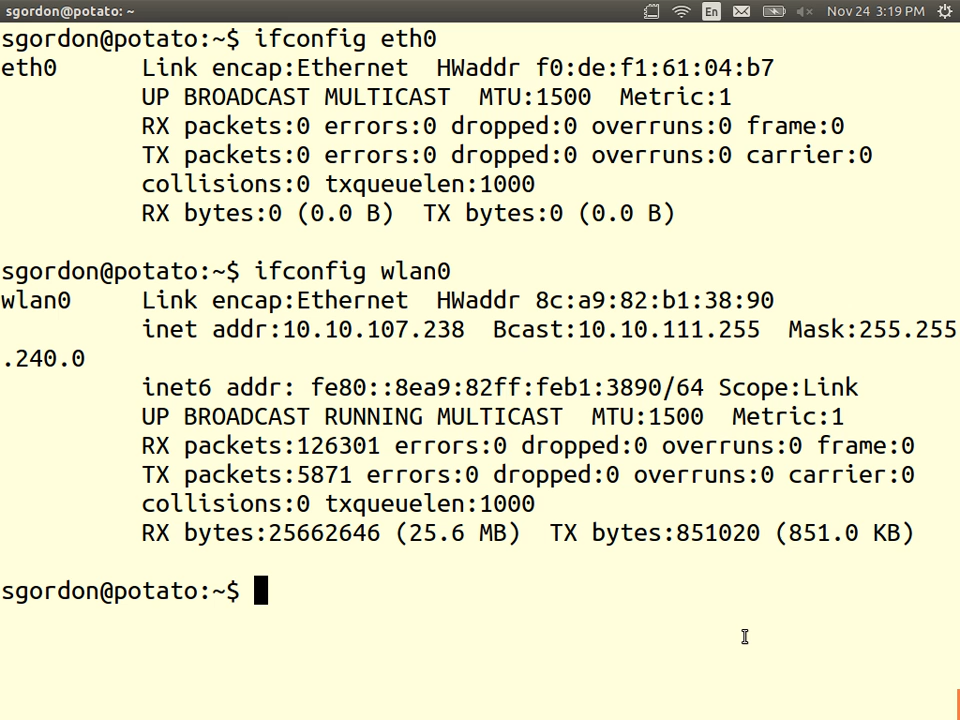 sgordon@potato: ~
En
Nov 24 3:19 PM
sgordon@potato:~$ ifconfig eth0
eth0      Link encap:Ethernet  HWaddr f0:de:f1:61:04:b7
          UP BROADCAST MULTICAST  MTU:1500  Metric:1
          RX packets:0 errors:0 dropped:0 overruns:0 frame:0
          TX packets:0 errors:0 dropped:0 overruns:0 carrier:0
          collisions:0 txqueuelen:1000
          RX bytes:0 (0.0 B)  TX bytes:0 (0.0 B)

sgordon@potato:~$ ifconfig wlan0
wlan0     Link encap:Ethernet  HWaddr 8c:a9:82:b1:38:90
          inet addr:10.10.107.238  Bcast:10.10.111.255  Mask:255.255
.240.0
          inet6 addr: fe80::8ea9:82ff:feb1:3890/64 Scope:Link
          UP BROADCAST RUNNING MULTICAST  MTU:1500  Metric:1
          RX packets:126301 errors:0 dropped:0 overruns:0 frame:0
          TX packets:5871 errors:0 dropped:0 overruns:0 carrier:0
          collisions:0 txqueuelen:1000
          RX bytes:25662646 (25.6 MB)  TX bytes:851020 (851.0 KB)

sgordon@potato:~$